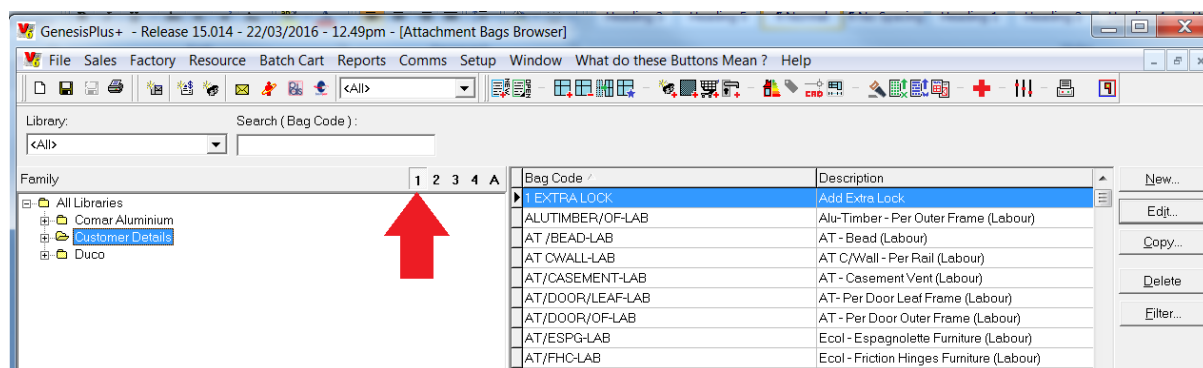 GenesisPlus+ - Release 15.014 - 22/03/2016 - 12.49pm - [Attachment Bags Browser]
File Sales Factory Resource Batch Cart Reports Comms Setup Window What do these Buttons Mean ? Help
<All>
CAD
Library:
Search ( Bag Code ) :
<All>
Family
1 2 3 4 A
Bag Code
Description
New...
All Libraries
1 EXTRA LOCK
Add Extra Lock
Edit...
Comar Aluminium
ALUTIMBER/OF-LAB
Alu-Timber - Per Outer Frame (Labour)
Customer Details
AT /BEAD-LAB
AT - Bead (Labour)
Copy...
Duco
AT CWALL-LAB
AT C/Wall - Per Rail (Labour)
AT/CASEMENT-LAB
AT - Casement Vent (Labour)
Delete
AT/DOOR/LEAF-LAB
AT- Per Door Leaf Frame (Labour)
AT/DOOR/OF-LAB
AT - Per Door Outer Frame (Labour)
Filter...
AT/ESPG-LAB
Ecol - Espagnolette Furniture (Labour)
AT/FHC-LAB
Ecol - Friction Hinges Furniture (Labour)